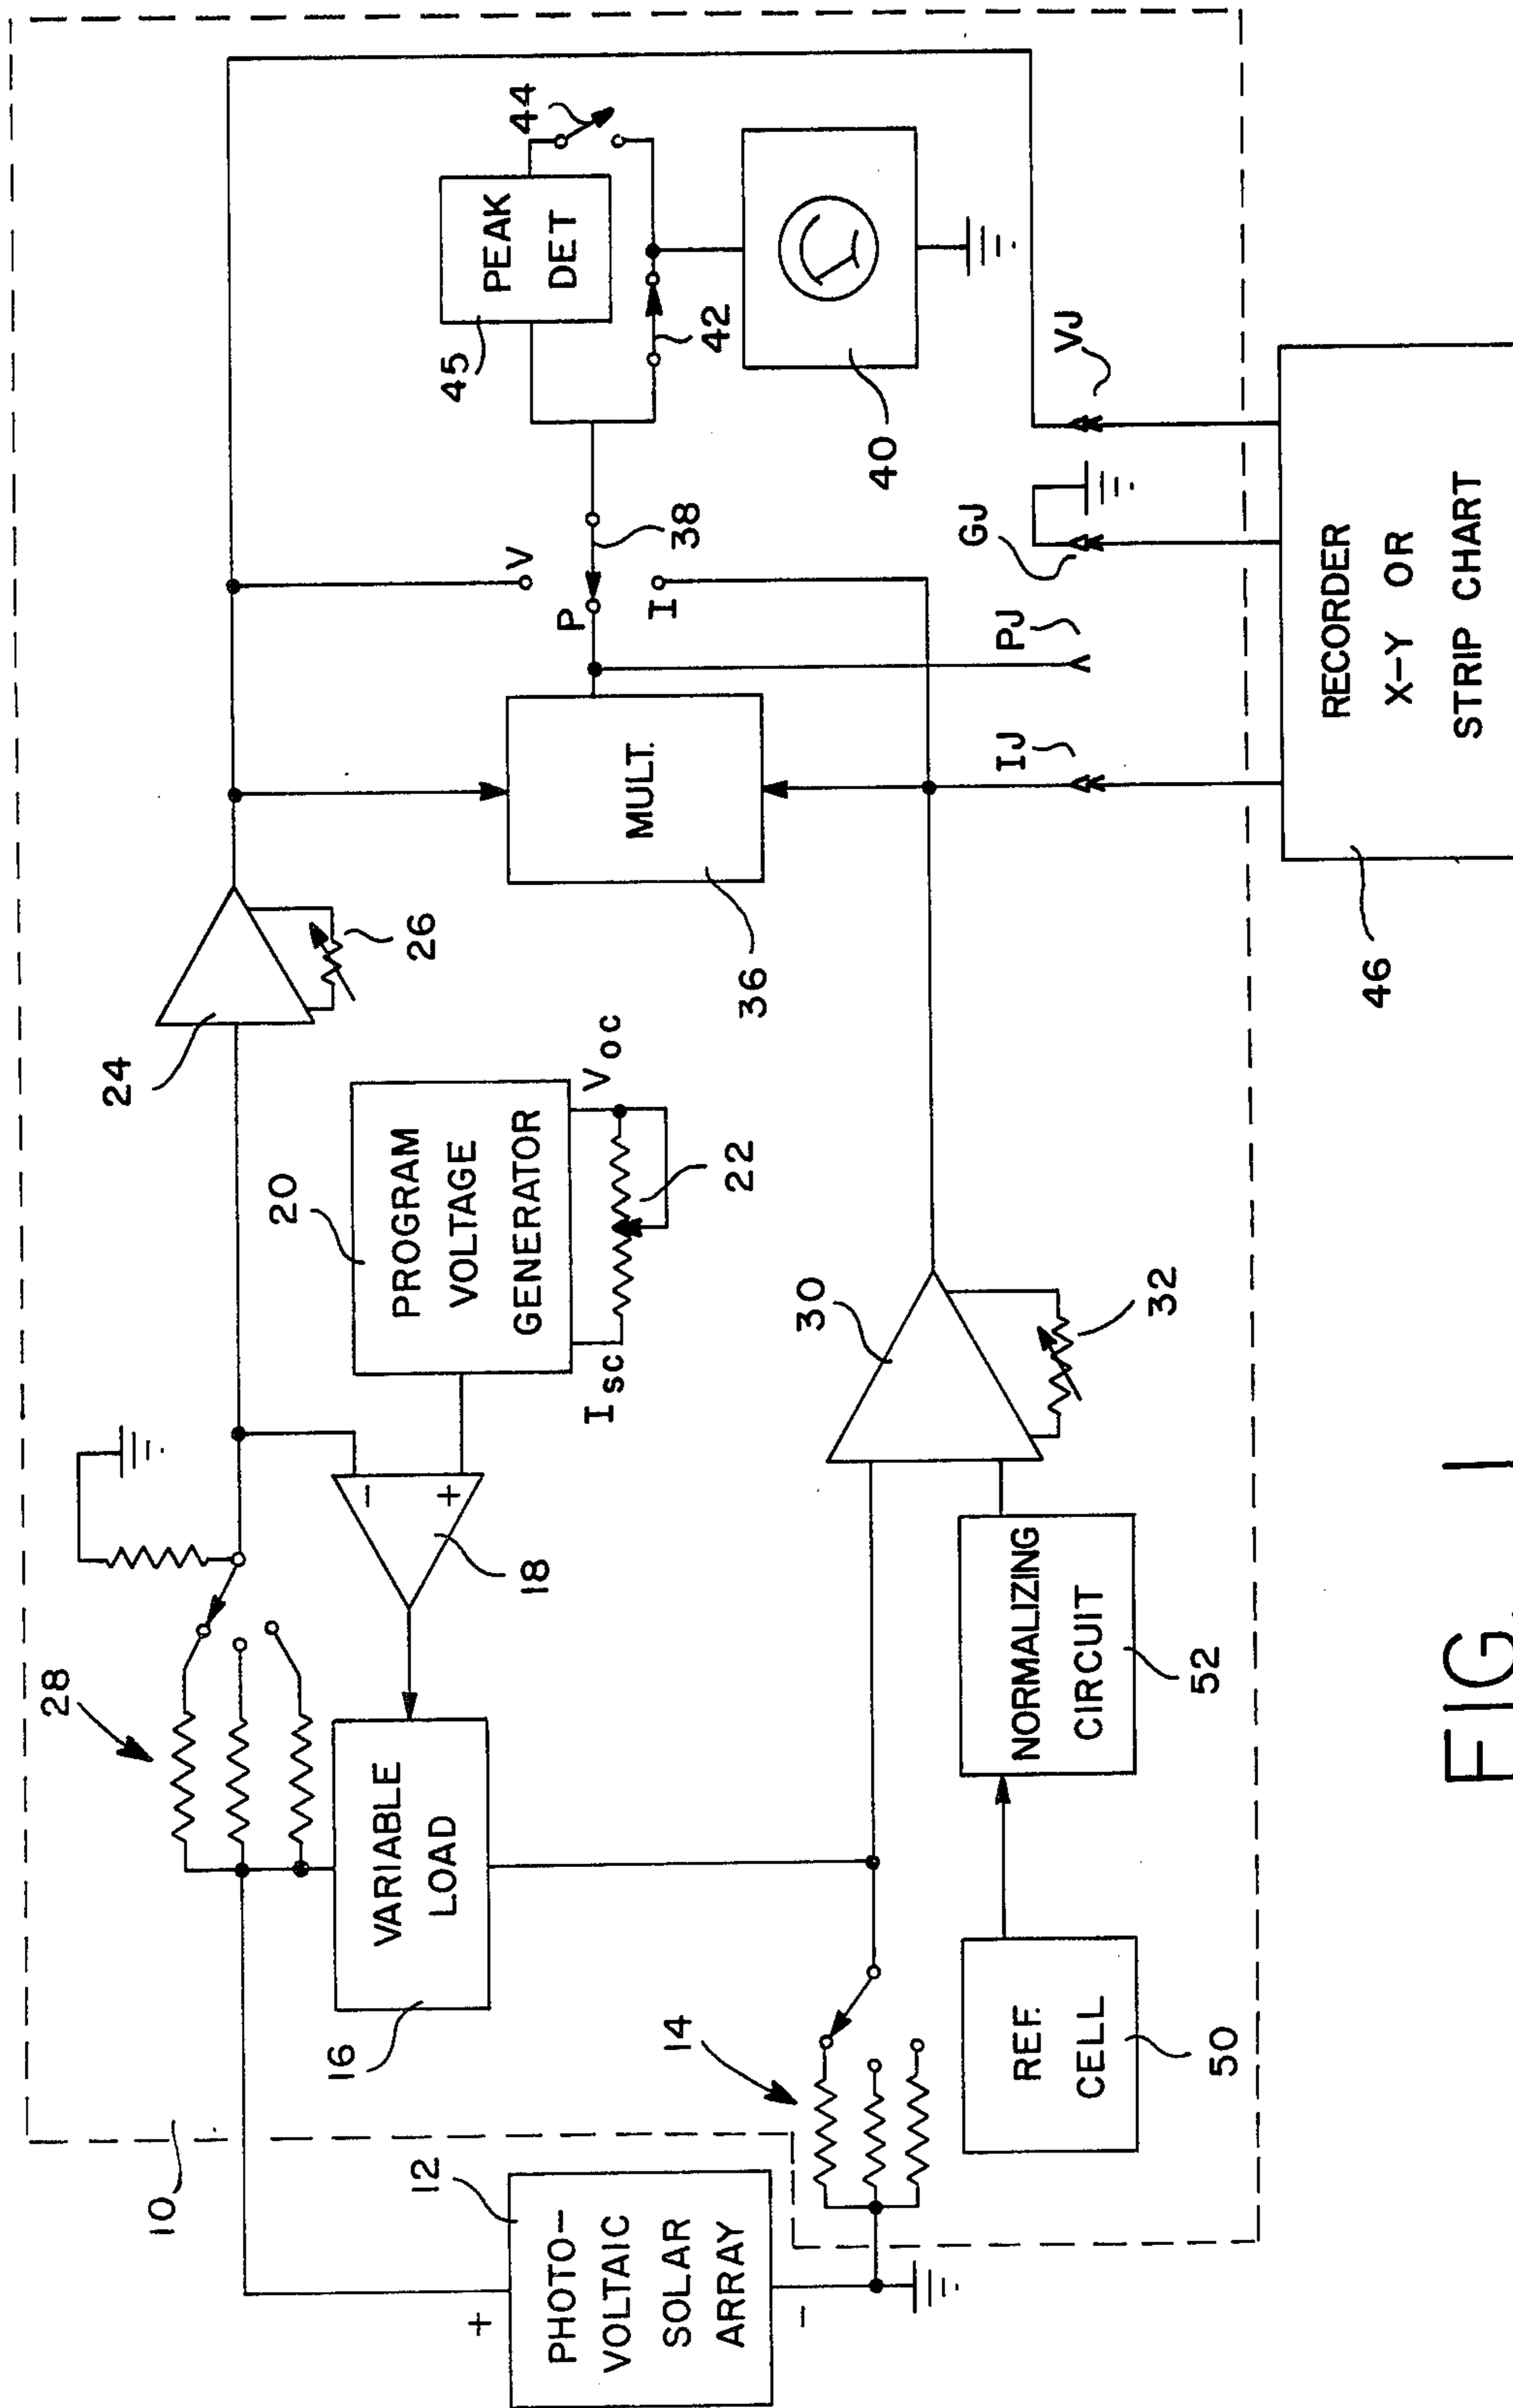 10
12
PHOTO-
VOLTAIC
SOLAR
ARRAY
+
−
14
16
VARIABLE
LOAD
28
18
−
+
20
PROGRAM
VOLTAGE
GENERATOR
Isc
Voc
22
24
26
30
32
REF.
CELL
50
NORMALIZING
CIRCUIT
52
MULT.
36
V
P
I
38
PEAK
DET
45
44
42
40
IJ
PJ
GJ
VJ
RECORDER
X-Y OR
STRIP CHART
46
FIG. 1